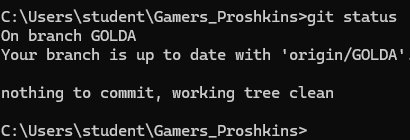 C:\Users\student\Gamers_Proshkins>git status
On branch GOLDA
Your branch is up to date with 'origin/GOLDA'.
nothing to commit, working tree clean
C:\Users\student\Gamers_Proshkins>